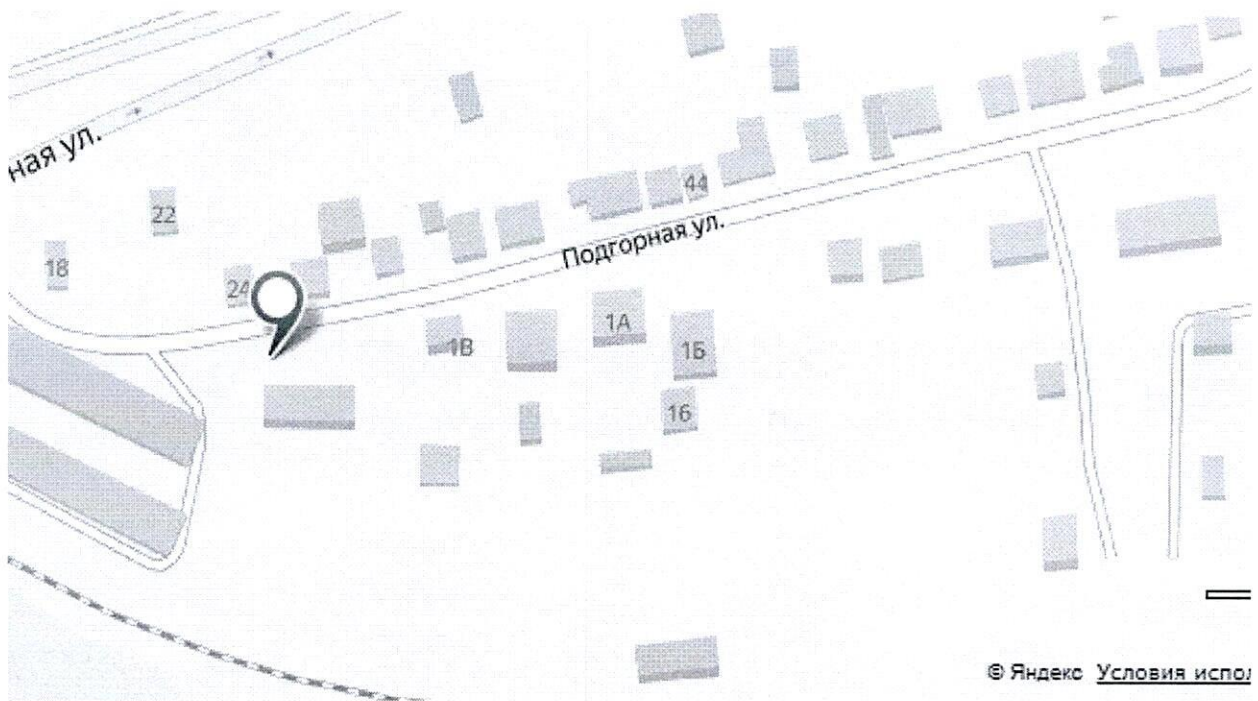 ная ул.
44
22
18
24
Подгорная ул.
1А
1В
1Б
16
© Яндекс Условия испол